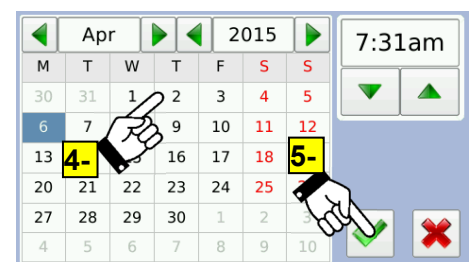 Apr 2015 7:31am
M T W T F S S
30 31 1 2 3 4 5
6 7 9 10 11 12
13 4- 16 17 18 5-
20 21 22 23 24 25
27 28 29 30 1 2 3
4 5 6 7 8 9 10